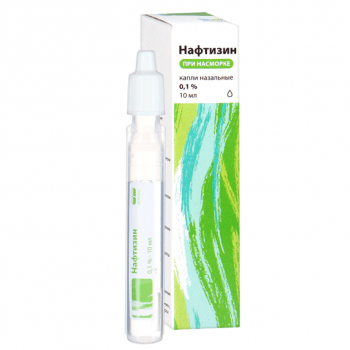 Нафтизин
ПРИ НАСМОРКЕ
капли назальные
0,1 %
10 мл
Нафтизин
0,1 % 10 мл